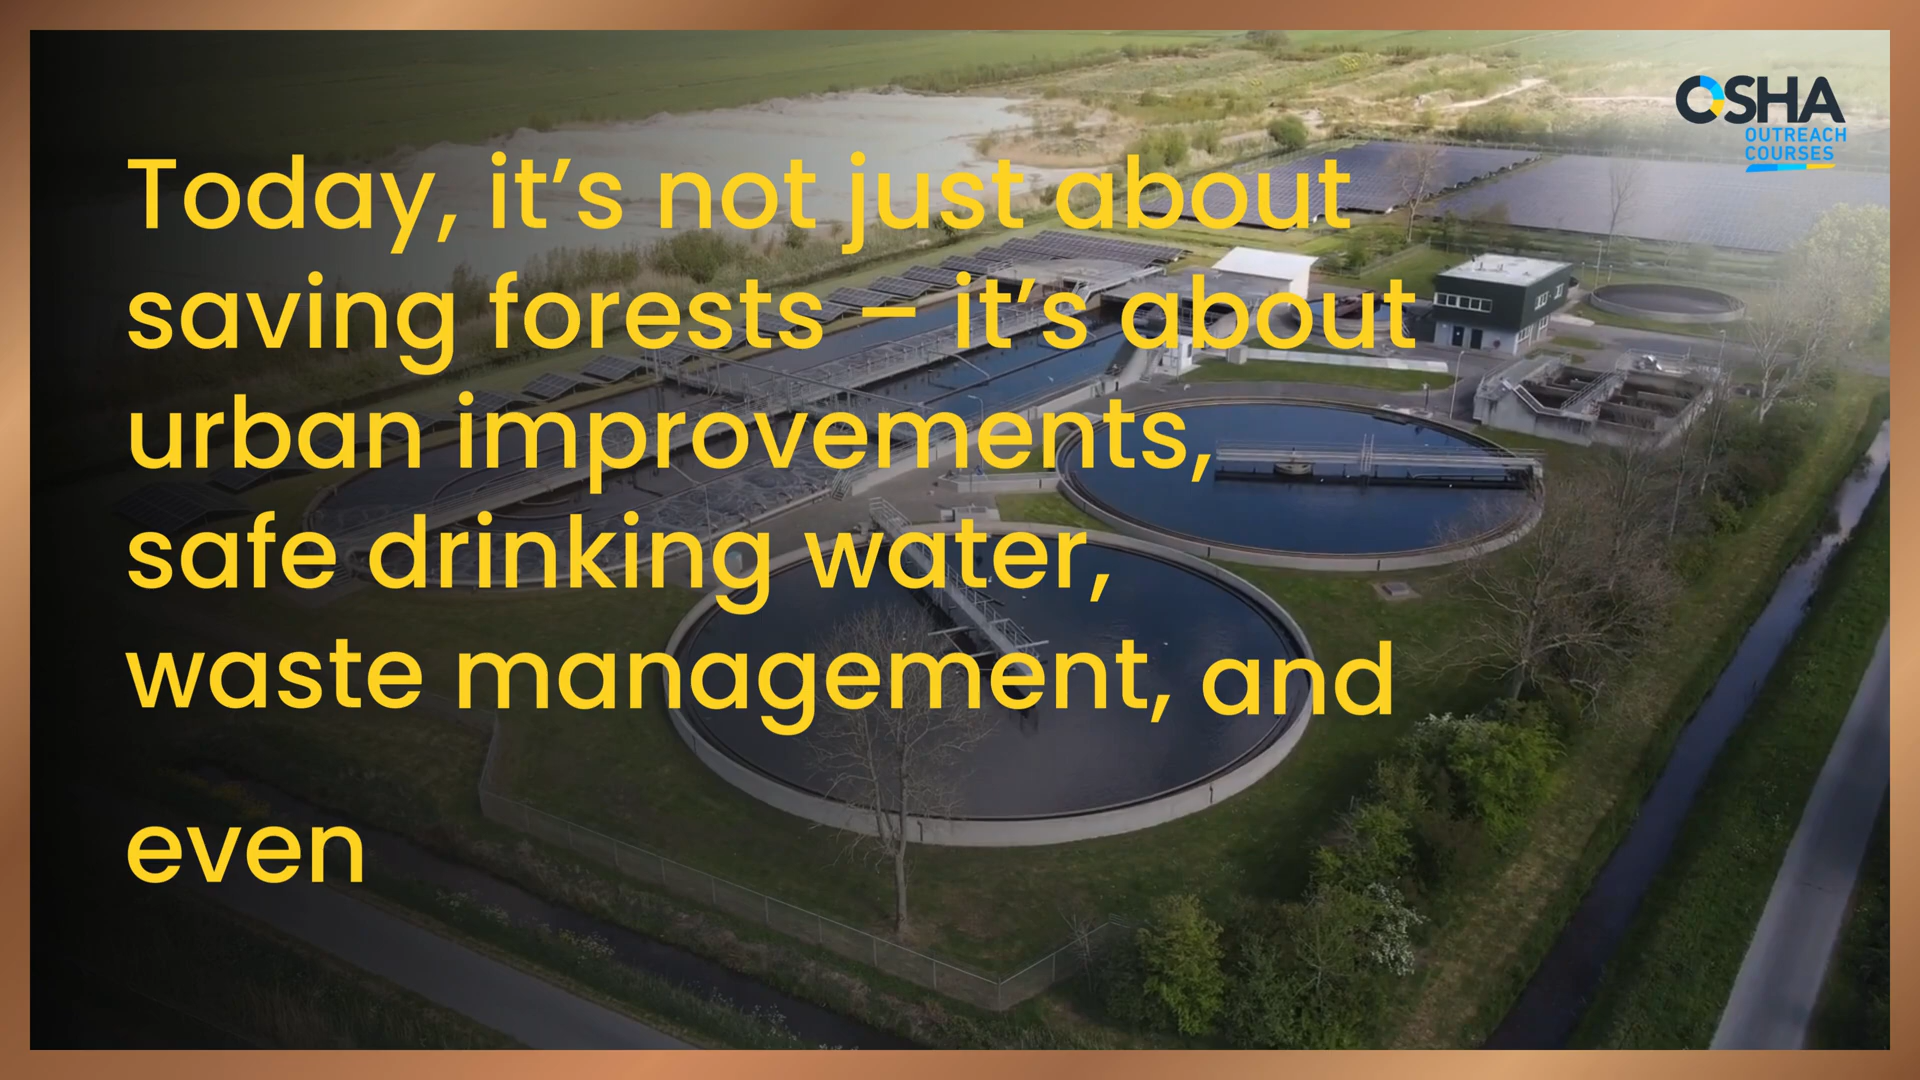 Today, it’s not just about
saving forests – it’s about
urban improvements,
safe drinking water,
waste management, and
even
OSHA
OUTREACH
COURSES